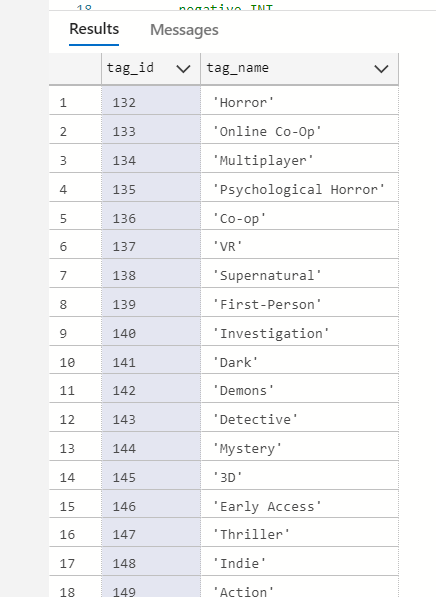 18 negative INT
Results Messages
tag_id tag_name
1 132 'Horror'
2 133 'Online Co-Op'
3 134 'Multiplayer'
4 135 'Psychological Horror'
5 136 'Co-op'
6 137 'VR'
7 138 'Supernatural'
8 139 'First-Person'
9 140 'Investigation'
10 141 'Dark'
11 142 'Demons'
12 143 'Detective'
13 144 'Mystery'
14 145 '3D'
15 146 'Early Access'
16 147 'Thriller'
17 148 'Indie'
18 149 'Action'